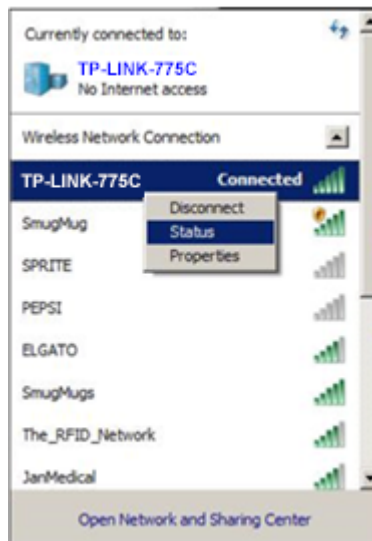 Currently connected to:
TP-LINK-775C
No Internet access
Wireless Network Connection
TP-LINK-775C Connected
Disconnect
SmugMug
Status
Properties
SPRITE
PEPSI
ELGATO
SmugMugs
The_RFID_Network
JanMedical
Open Network and Sharing Center